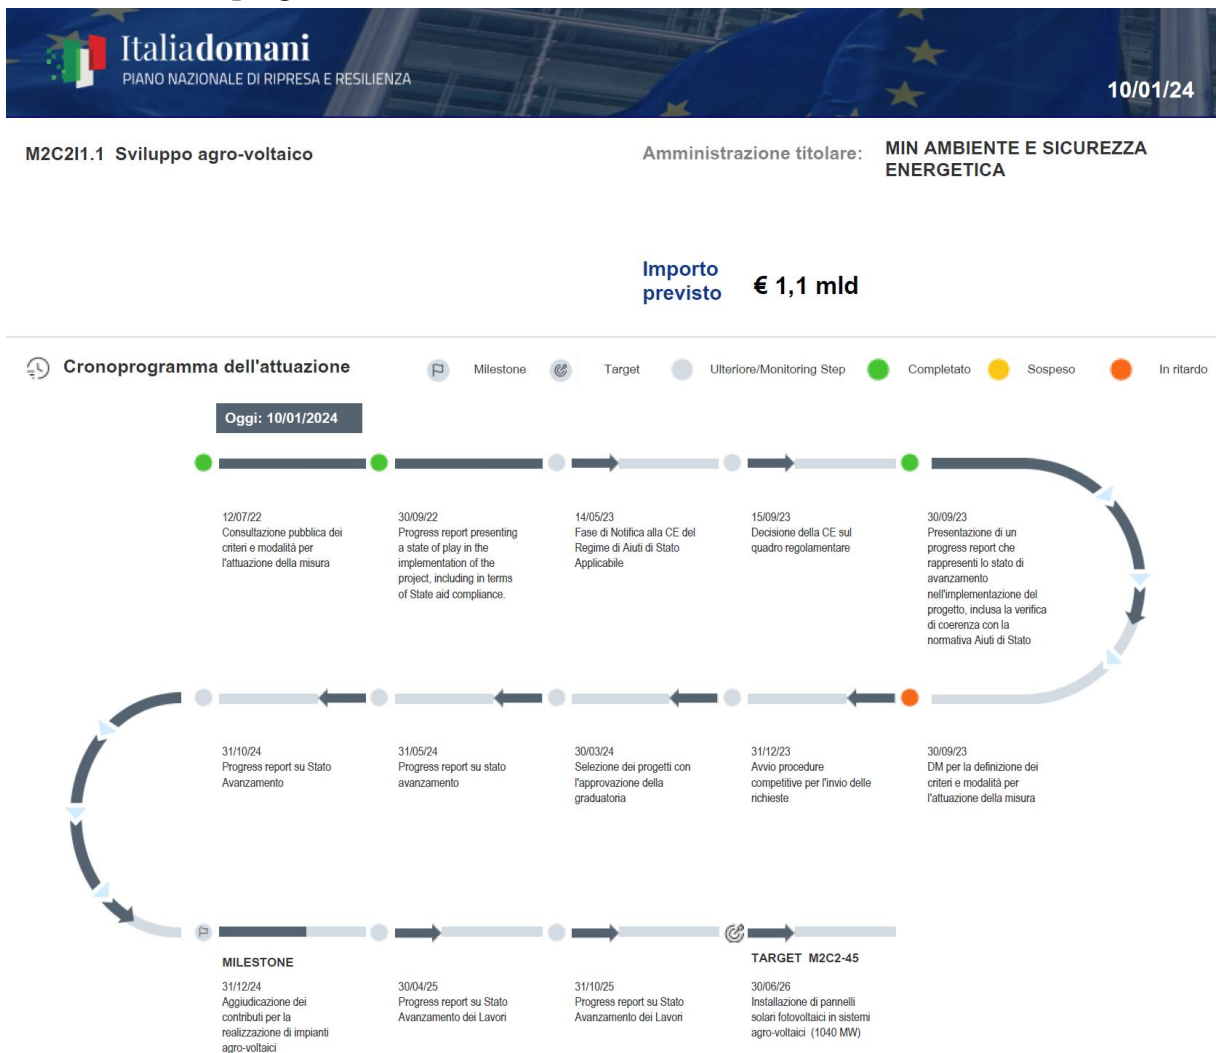 Italiadomani
PIANO NAZIONALE DI RIPRESA E RESILIENZA
10/01/24
M2C2I1.1 Sviluppo agro-voltaico
Amministrazione titolare:
MIN AMBIENTE E SICUREZZA
ENERGETICA
Importo
previsto
€ 1,1 mld
Cronoprogramma dell'attuazione
Milestone
Target
Ulteriore/Monitoring Step
Completato
Sospeso
In ritardo
Oggi: 10/01/2024
12/07/22
Consultazione pubblica dei
criteri e modalità per
l'attuazione della misura
30/09/22
Progress report presenting
a state of play in the
implementation of the
project, including in terms
of State aid compliance.
14/05/23
Fase di Notifica alla CE del
Regime di Aiuti di Stato
Applicabile
15/09/23
Decisione della CE sul
quadro regolamentare
30/09/23
Presentazione di un
progress report che
rappresenti lo stato di
avanzamento
nell'implementazione del
progetto, inclusa la verifica
di coerenza con la
normativa Aiuti di Stato
31/10/24
Progress report su Stato
Avanzamento
31/05/24
Progress report su stato
avanzamento
30/03/24
Selezione dei progetti con
l'approvazione della
graduatoria
31/12/23
Avvio procedure
competitive per l'invio delle
richieste
30/09/23
DM per la definizione dei
criteri e modalità per
l'attuazione della misura
MILESTONE
31/12/24
Aggiudicazione dei
contributi per la
realizzazione di impianti
agro-voltaici
30/04/25
Progress report su Stato
Avanzamento dei Lavori
31/10/25
Progress report su Stato
Avanzamento dei Lavori
TARGET M2C2-45
30/06/26
Installazione di pannelli
solari fotovoltaici in sistemi
agro-voltaici (1040 MW)